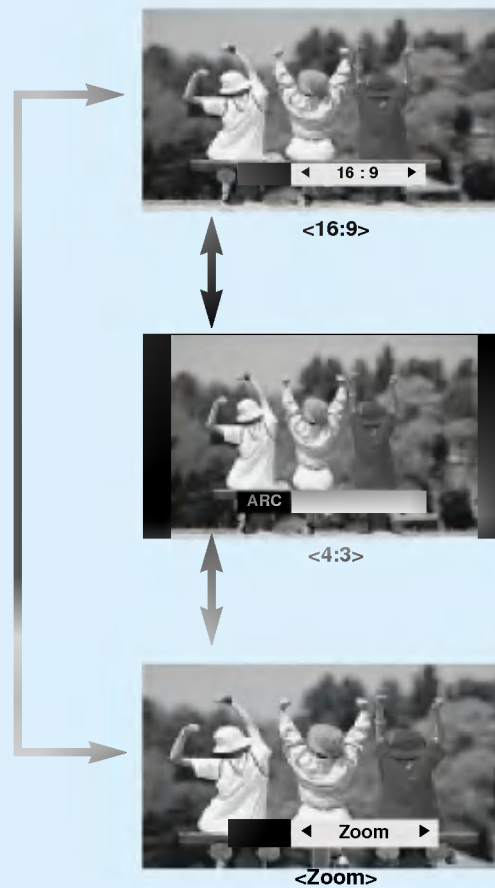 ◄ 16 : 9 ►
<16:9>
ARC
<4:3>
◄ Zoom ►
<Zoom>